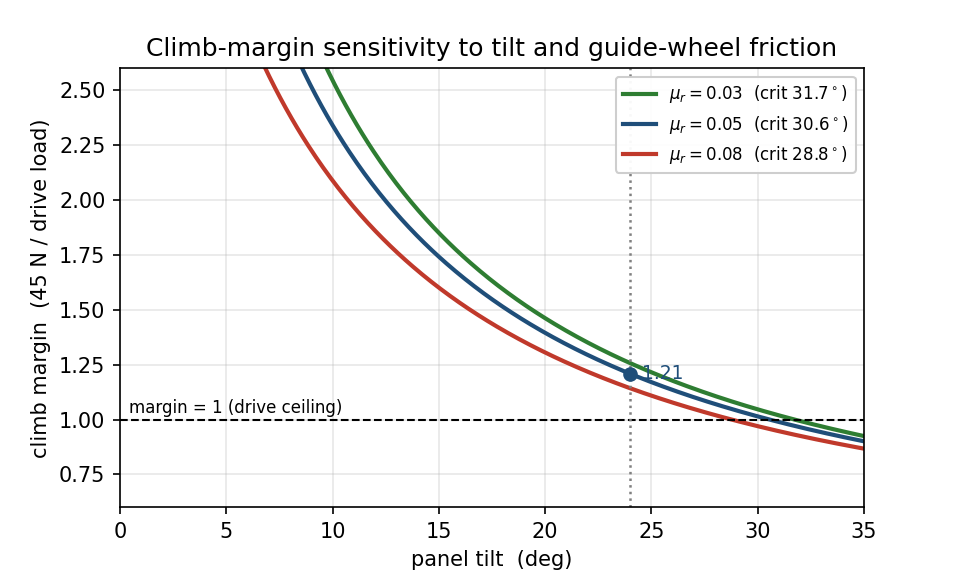 Climb-margin sensitivity to tilt and guide-wheel friction
climb margin (45 N / drive load)
2.50
2.25
2.00
1.75
1.50
1.25
1.00
0.75
μᵣ = 0.03 (crit 31.7°)
μᵣ = 0.05 (crit 30.6°)
μᵣ = 0.08 (crit 28.8°)
1.21
margin = 1 (drive ceiling)
0 5 10 15 20 25 30 35
panel tilt (deg)